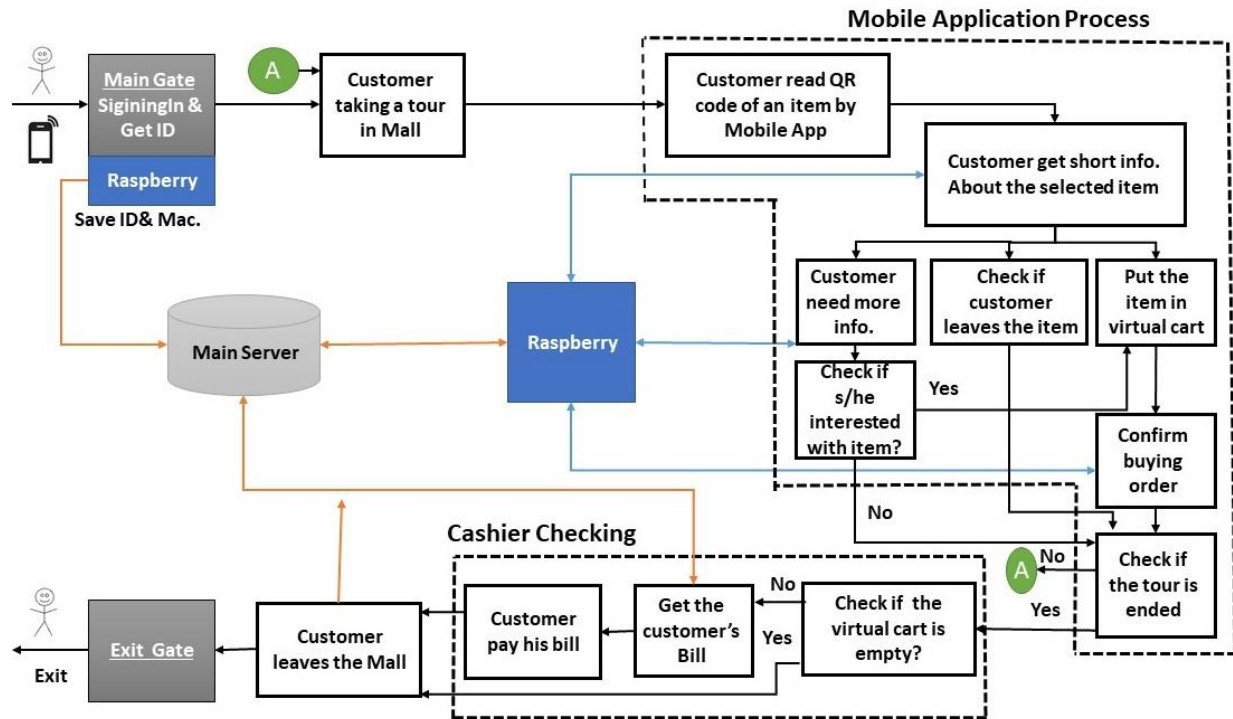 Mobile Application Process
Main Gate
SiginingIn &
Get ID
Raspberry
Save ID& Mac.
A
Customer
taking a tour
in Mall
Customer read QR
code of an item by
Mobile App
Customer get short info.
About the selected item
Customer
need more
info.
Check if
customer
leaves the item
Put the
item in
virtual cart
Main Server
Raspberry
Check if
s/he
interested
with item?
Yes
No
Confirm
buying
order
Check if
the tour is
ended
No
A
Yes
Cashier Checking
Check if the
virtual cart is
empty?
No
Yes
Get the
customer’s
Bill
Customer
pay his bill
Customer
leaves the Mall
Exit Gate
Exit